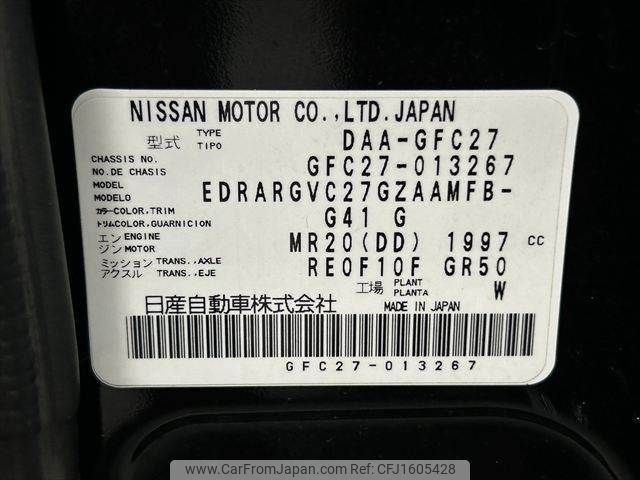 NISSAN MOTOR CO.,LTD.JAPAN
型式 TYPE TIPO DAA-GFC27
CHASSIS NO. NO.DE CHASIS GFC27-013267
MODEL MODELO EDRARGVC27GZAAMFB-
カラー COLOR,TRIM トリム COLOR,GUARNICION G41 G
エンジン ENGINE MOTOR MR20(DD) 1997 CC
ミッション アクスル TRANS.,AXLE TRANS.,EJE RE0F10F GR50
工場 PLANT PLANTA W
日産自動車株式会社 MADE IN JAPAN
GFC27-013267
www.CarFromJapan.com - Ref No CFJ1605428